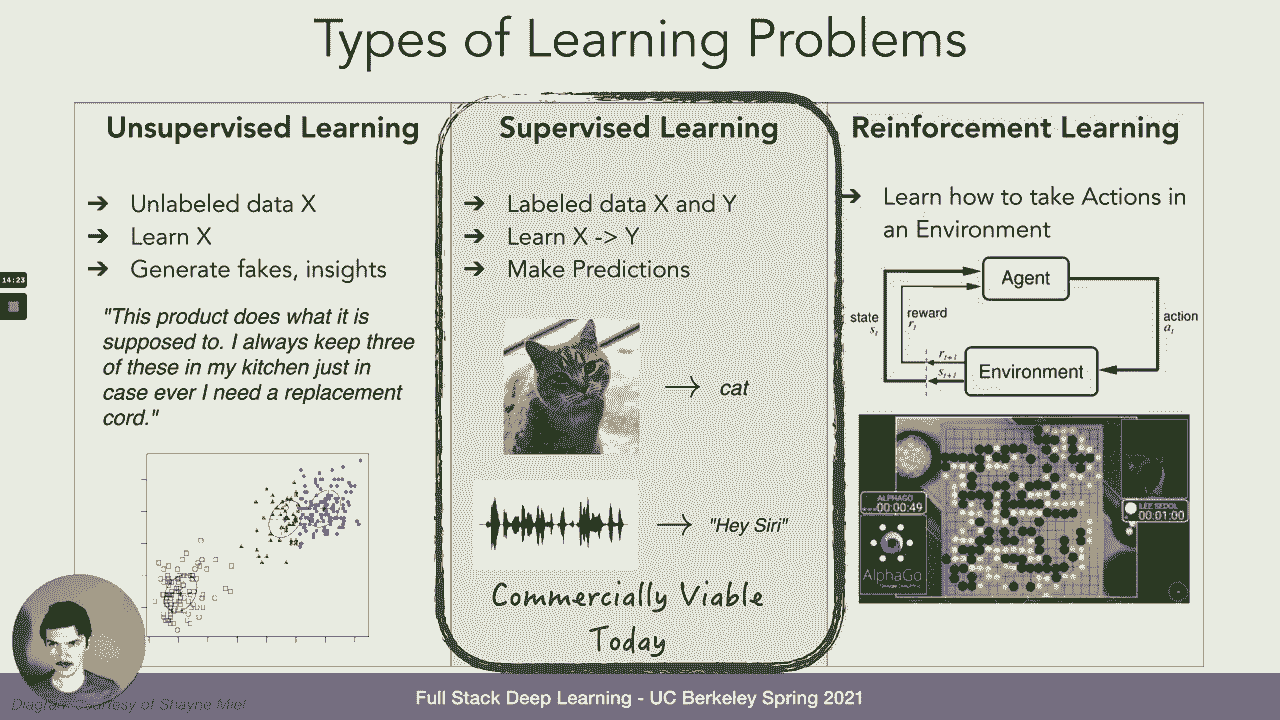 Types of Learning Problems
Unsupervised Learning
➔ Unlabeled data X
➔ Learn X
➔ Generate fakes, insights
"This product does what it is
supposed to. I always keep three
of these in my kitchen just in
case ever I need a replacement
cord."
Supervised Learning
➔ Labeled data X and Y
➔ Learn X -> Y
➔ Make Predictions
cat
"Hey Siri"
Commercially Viable
Today
Reinforcement Learning
➔ Learn how to take Actions in
an Environment
Agent
state
s_t
reward
r_t
action
a_t
r_{t+1}
s_{t+1}
Environment
ALPHAGO
00:00:49
AlphaGo
LEE SEDOL
00:01:00
14:23
Diagram courtesy of Shayne Miel
Full Stack Deep Learning - UC Berkeley Spring 2021